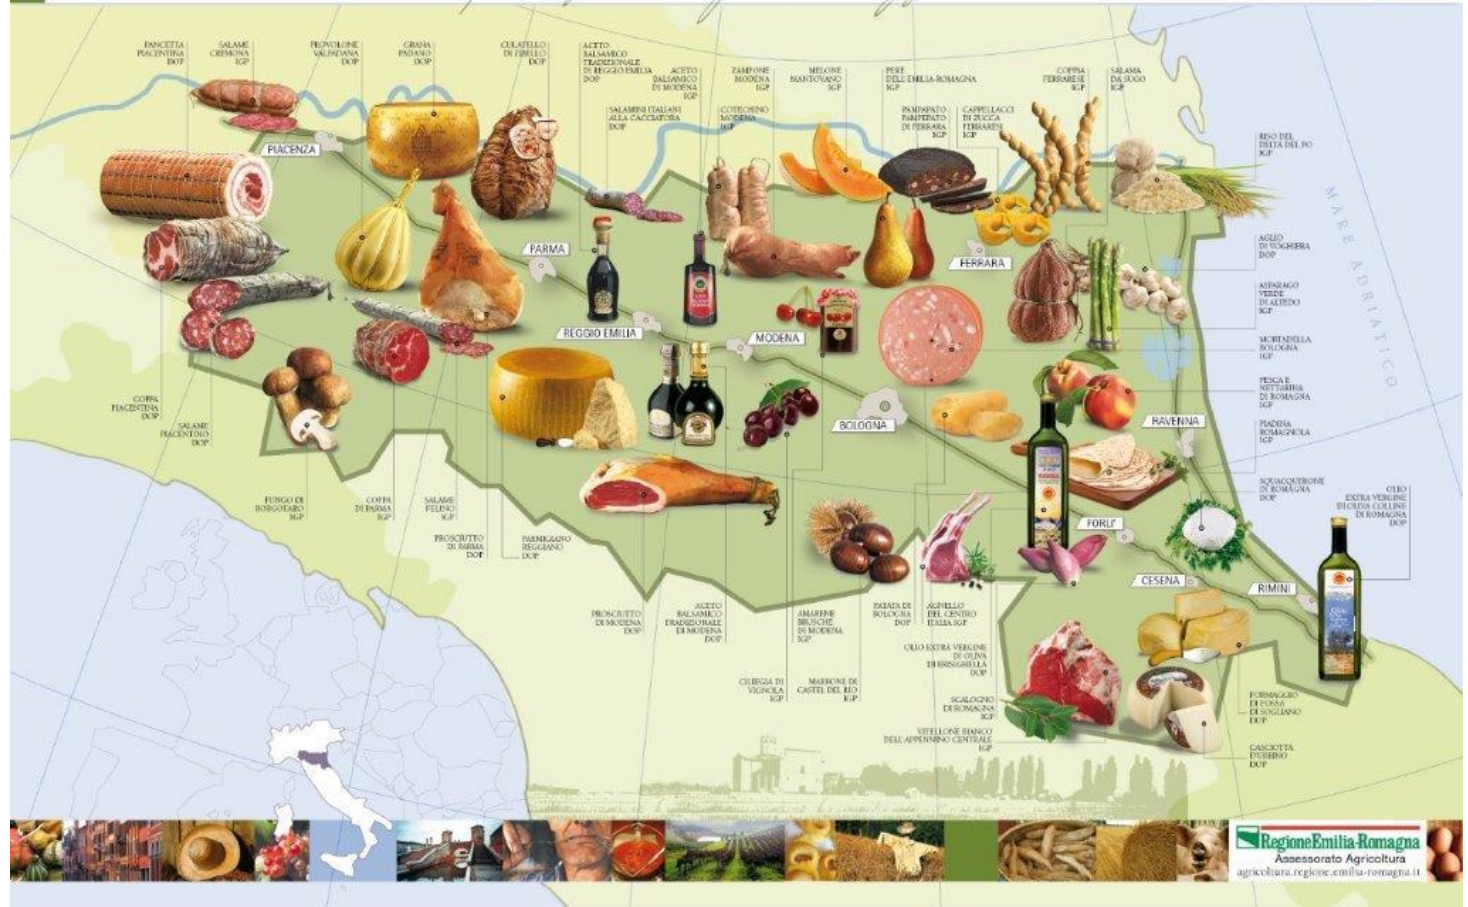 PANCETTA
PIACENTINA
DOP
SALAME
CREMONA
IGP
PROVOLONE
VALPADANA
DOP
GRANA
PADANO
DOP
CULATELLO
DI ZIBELLO
DOP
ACETO
BALSAMICO
TRADIZIONALE
DI REGGIO EMILIA
DOP
ACETO
BALSAMICO
DI MODENA
IGP
ZAMPONE
MODENA
IGP
MELONE
MANTOVANO
IGP
PERE
DELL'EMILIA-ROMAGNA
IGP
COPPIA
FERRARESE
IGP
SALAMA
DA SUGO
IGP
SALAMINI ITALIANI
ALLA CACCIATORA
DOP
COTECHINO
MODENA
IGP
PAMPAPATO
PAMPEPATO
DI FERRARA
IGP
CAPPELLACCI
DI ZUCCA
FERRARESI
IGP
RISO DEL
DELTA DEL PO
IGP
PIACENZA
PARMA
FERRARA
AGLIO
DI VOGHIERA
DOP
MARE ADRIATICO
ASPARAGO
VERDE
DI ALTEDO
IGP
REGGIO EMILIA
MODENA
MORTADELLA
BOLOGNA
IGP
PESCA E
NETTARINA
DI ROMAGNA
IGP
COPPA
PIACENTINA
DOP
SALAME
PIACENTINO
DOP
BOLOGNA
RAVENNA
PIADINA
ROMAGNOLA
IGP
SQUACQUERONE
DI ROMAGNA
DOP
OLIO
EXTRA VERGINE
DI OLIVA COLLINE
DI ROMAGNA
DOP
FUNGO DI
BORGOTARO
IGP
COPPA
DI PARMA
IGP
SALAME
FELINO
IGP
PROSCIUTTO
DI PARMA
DOP
PARMIGIANO
REGGIANO
DOP
FORLI'
CESENA
RIMINI
PROSCIUTTO
DI MODENA
DOP
ACETO
BALSAMICO
TRADIZIONALE
DI MODENA
DOP
AMARENE
BRUSCHE
DI MODENA
IGP
PATATA DI
BOLOGNA
DOP
AGNELLO
DEL CENTRO
ITALIA IGP
OLIO EXTRA VERGINE
DI OLIVA
DI BRISIGHELLA
DOP
CILIEGIA DI
VIGNOLA
IGP
MARRONE DI
CASTEL DEL RIO
IGP
SCALOGNO
DI ROMAGNA
IGP
VITELLONE BIANCO
DELL'APPENNINO CENTRALE
IGP
FORMAGGIO
DI FOSSA
DI SOGLIANO
DOP
CASCIOTTA
D'URBINO
DOP
RegioneEmilia-Romagna
Assessorato Agricoltura
agricoltura.regione.emilia-romagna.it